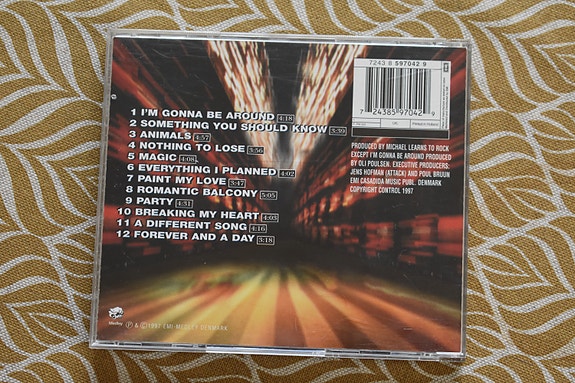 7243 8 597042 9
7 24385 97042 9
1 I'M GONNA BE AROUND 4:18
2 SOMETHING YOU SHOULD KNOW 3:39
3 ANIMALS 4:57
4 NOTHING TO LOSE 3:56
5 MAGIC 4:08
6 EVERYTHING I PLANNED 4:02
7 PAINT MY LOVE 3:47
8 ROMANTIC BALCONY 5:05
9 PARTY 4:31
10 BREAKING MY HEART 4:03
11 A DIFFERENT SONG 4:16
12 FOREVER AND A DAY 3:18
PRODUCED BY MICHAEL LEARNS TO ROCK
EXCEPT I'M GONNA BE AROUND PRODUCED
BY OLI POULSEN. EXECUTIVE PRODUCERS:
JENS HOFMAN (ATTACK) AND POUL BRUUN
EMI CASADIDA MUSIC PUBL. DENMARK
COPYRIGHT CONTROL 1997
Medley ℗ & ©1997 EMI-MEDLEY DENMARK